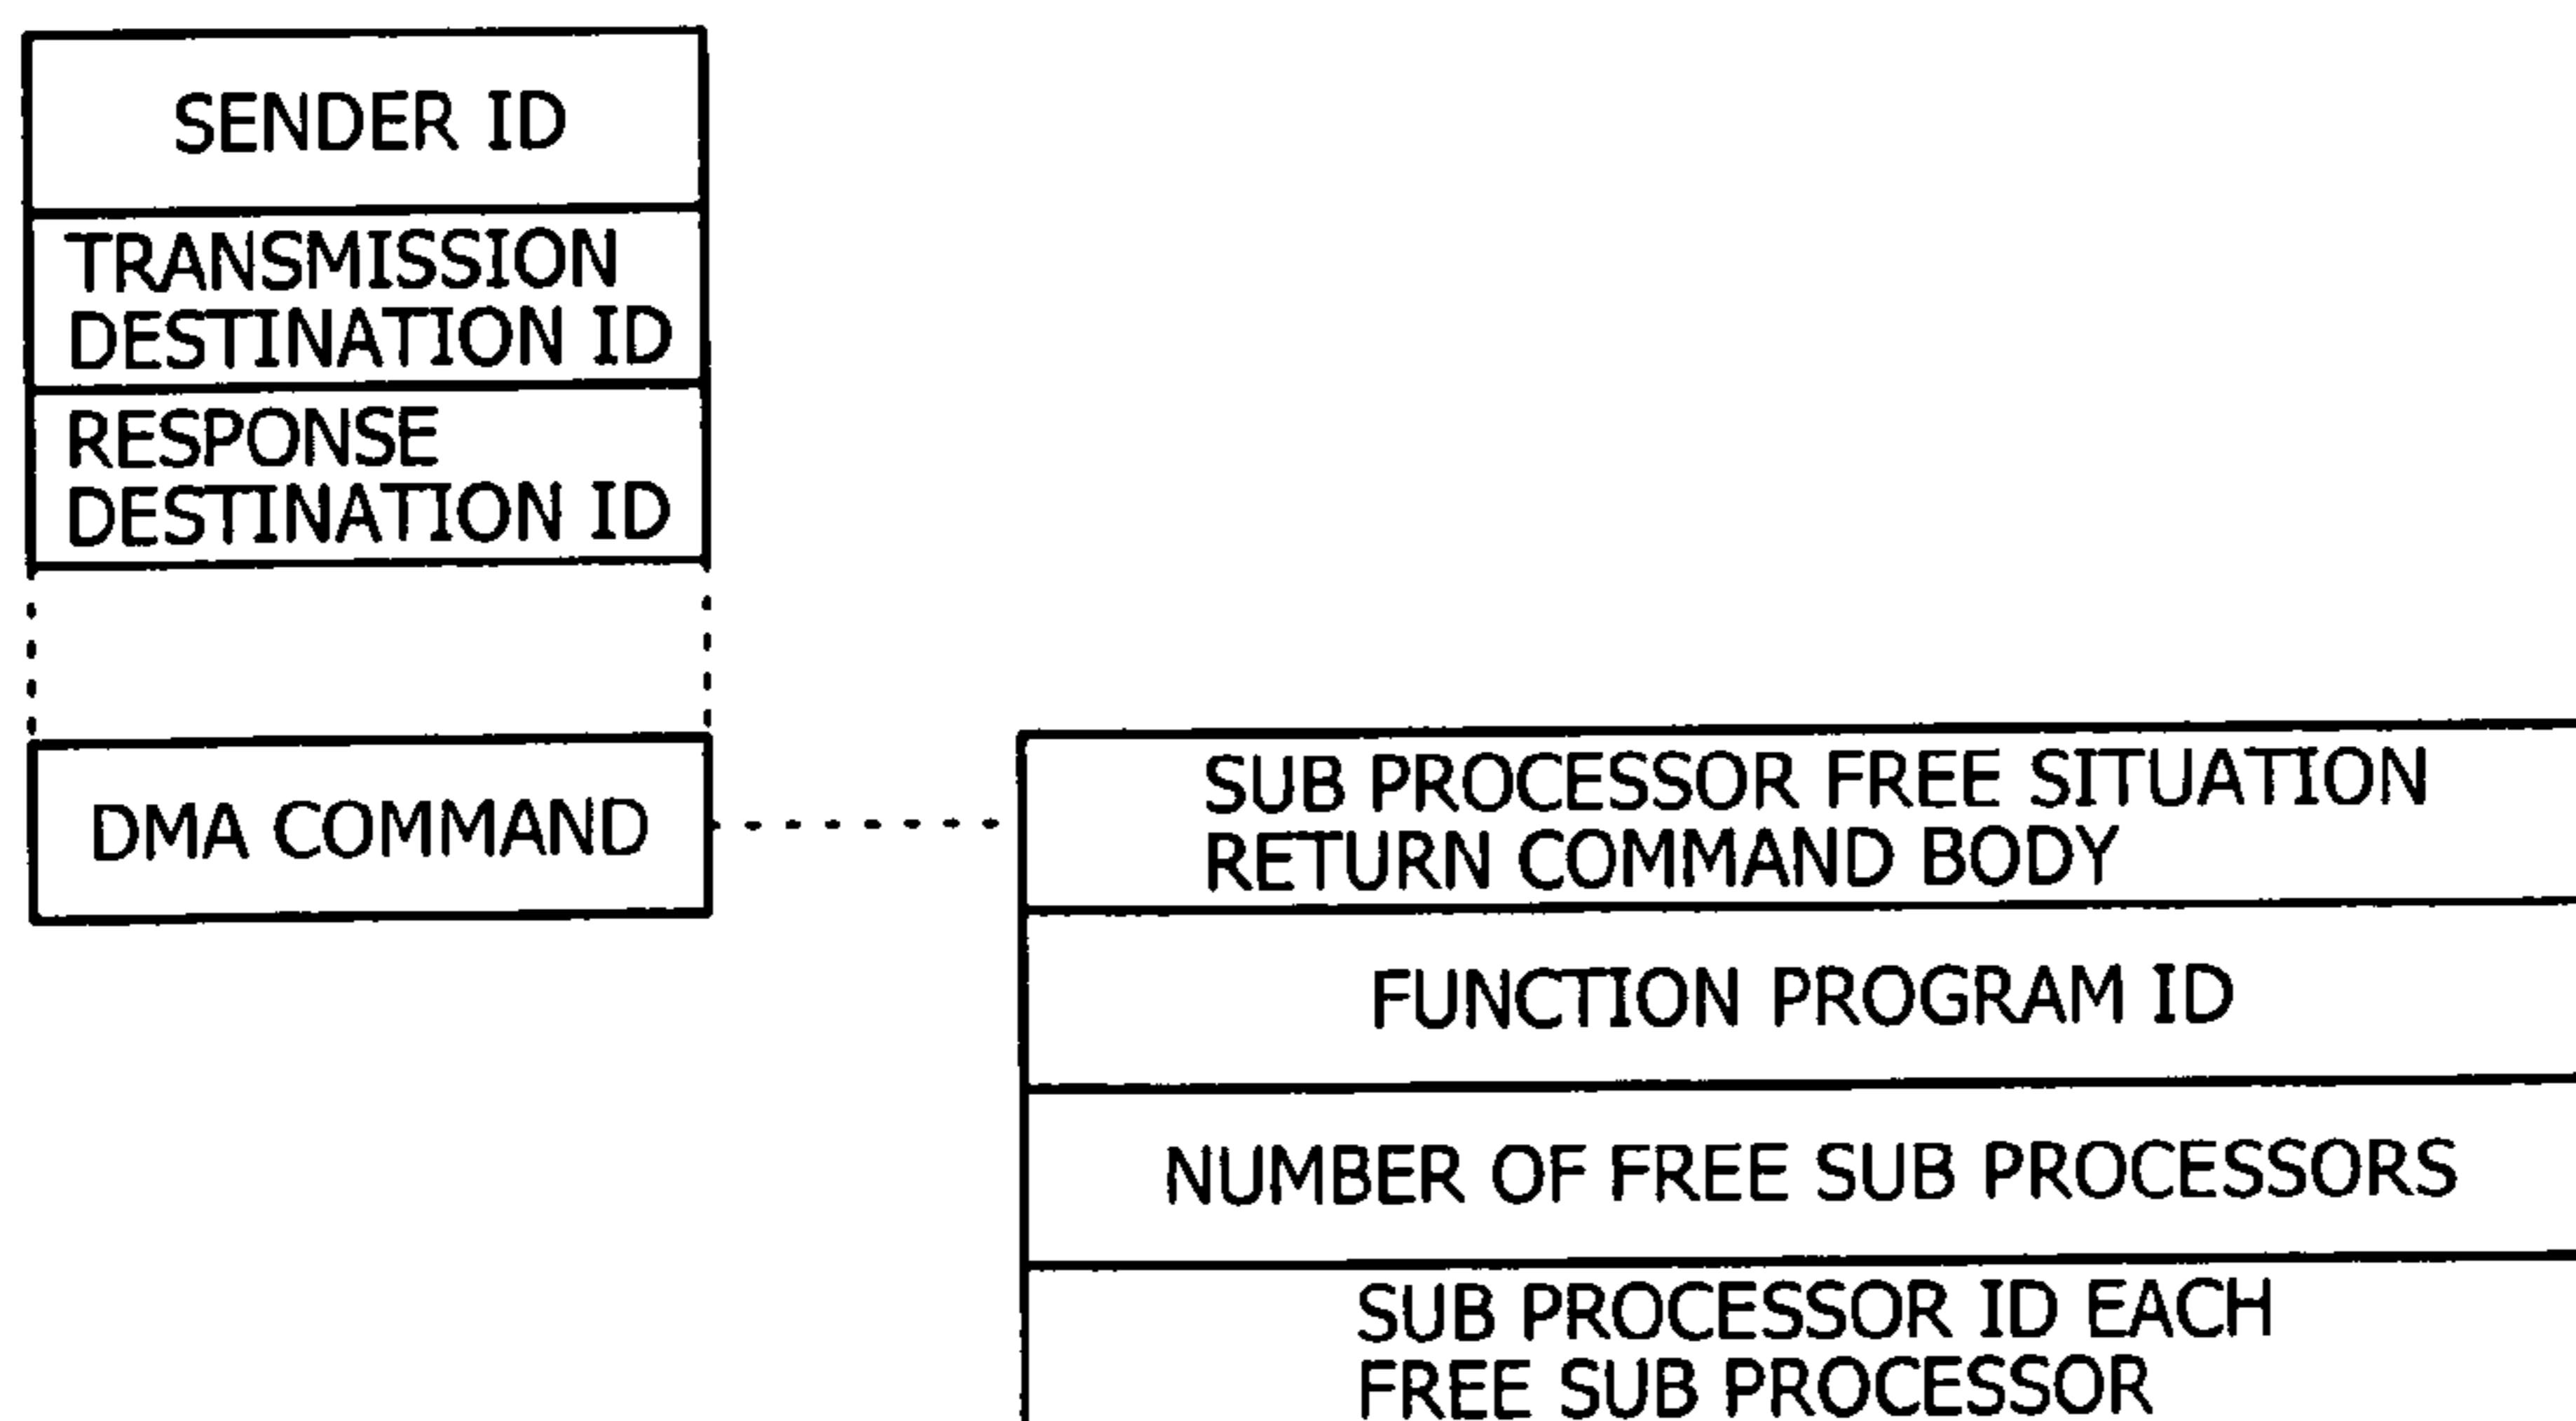 SENDER ID
TRANSMISSION
DESTINATION ID
RESPONSE
DESTINATION ID
DMA COMMAND
SUB PROCESSOR FREE SITUATION
RETURN COMMAND BODY
FUNCTION PROGRAM ID
NUMBER OF FREE SUB PROCESSORS
SUB PROCESSOR ID EACH
FREE SUB PROCESSOR